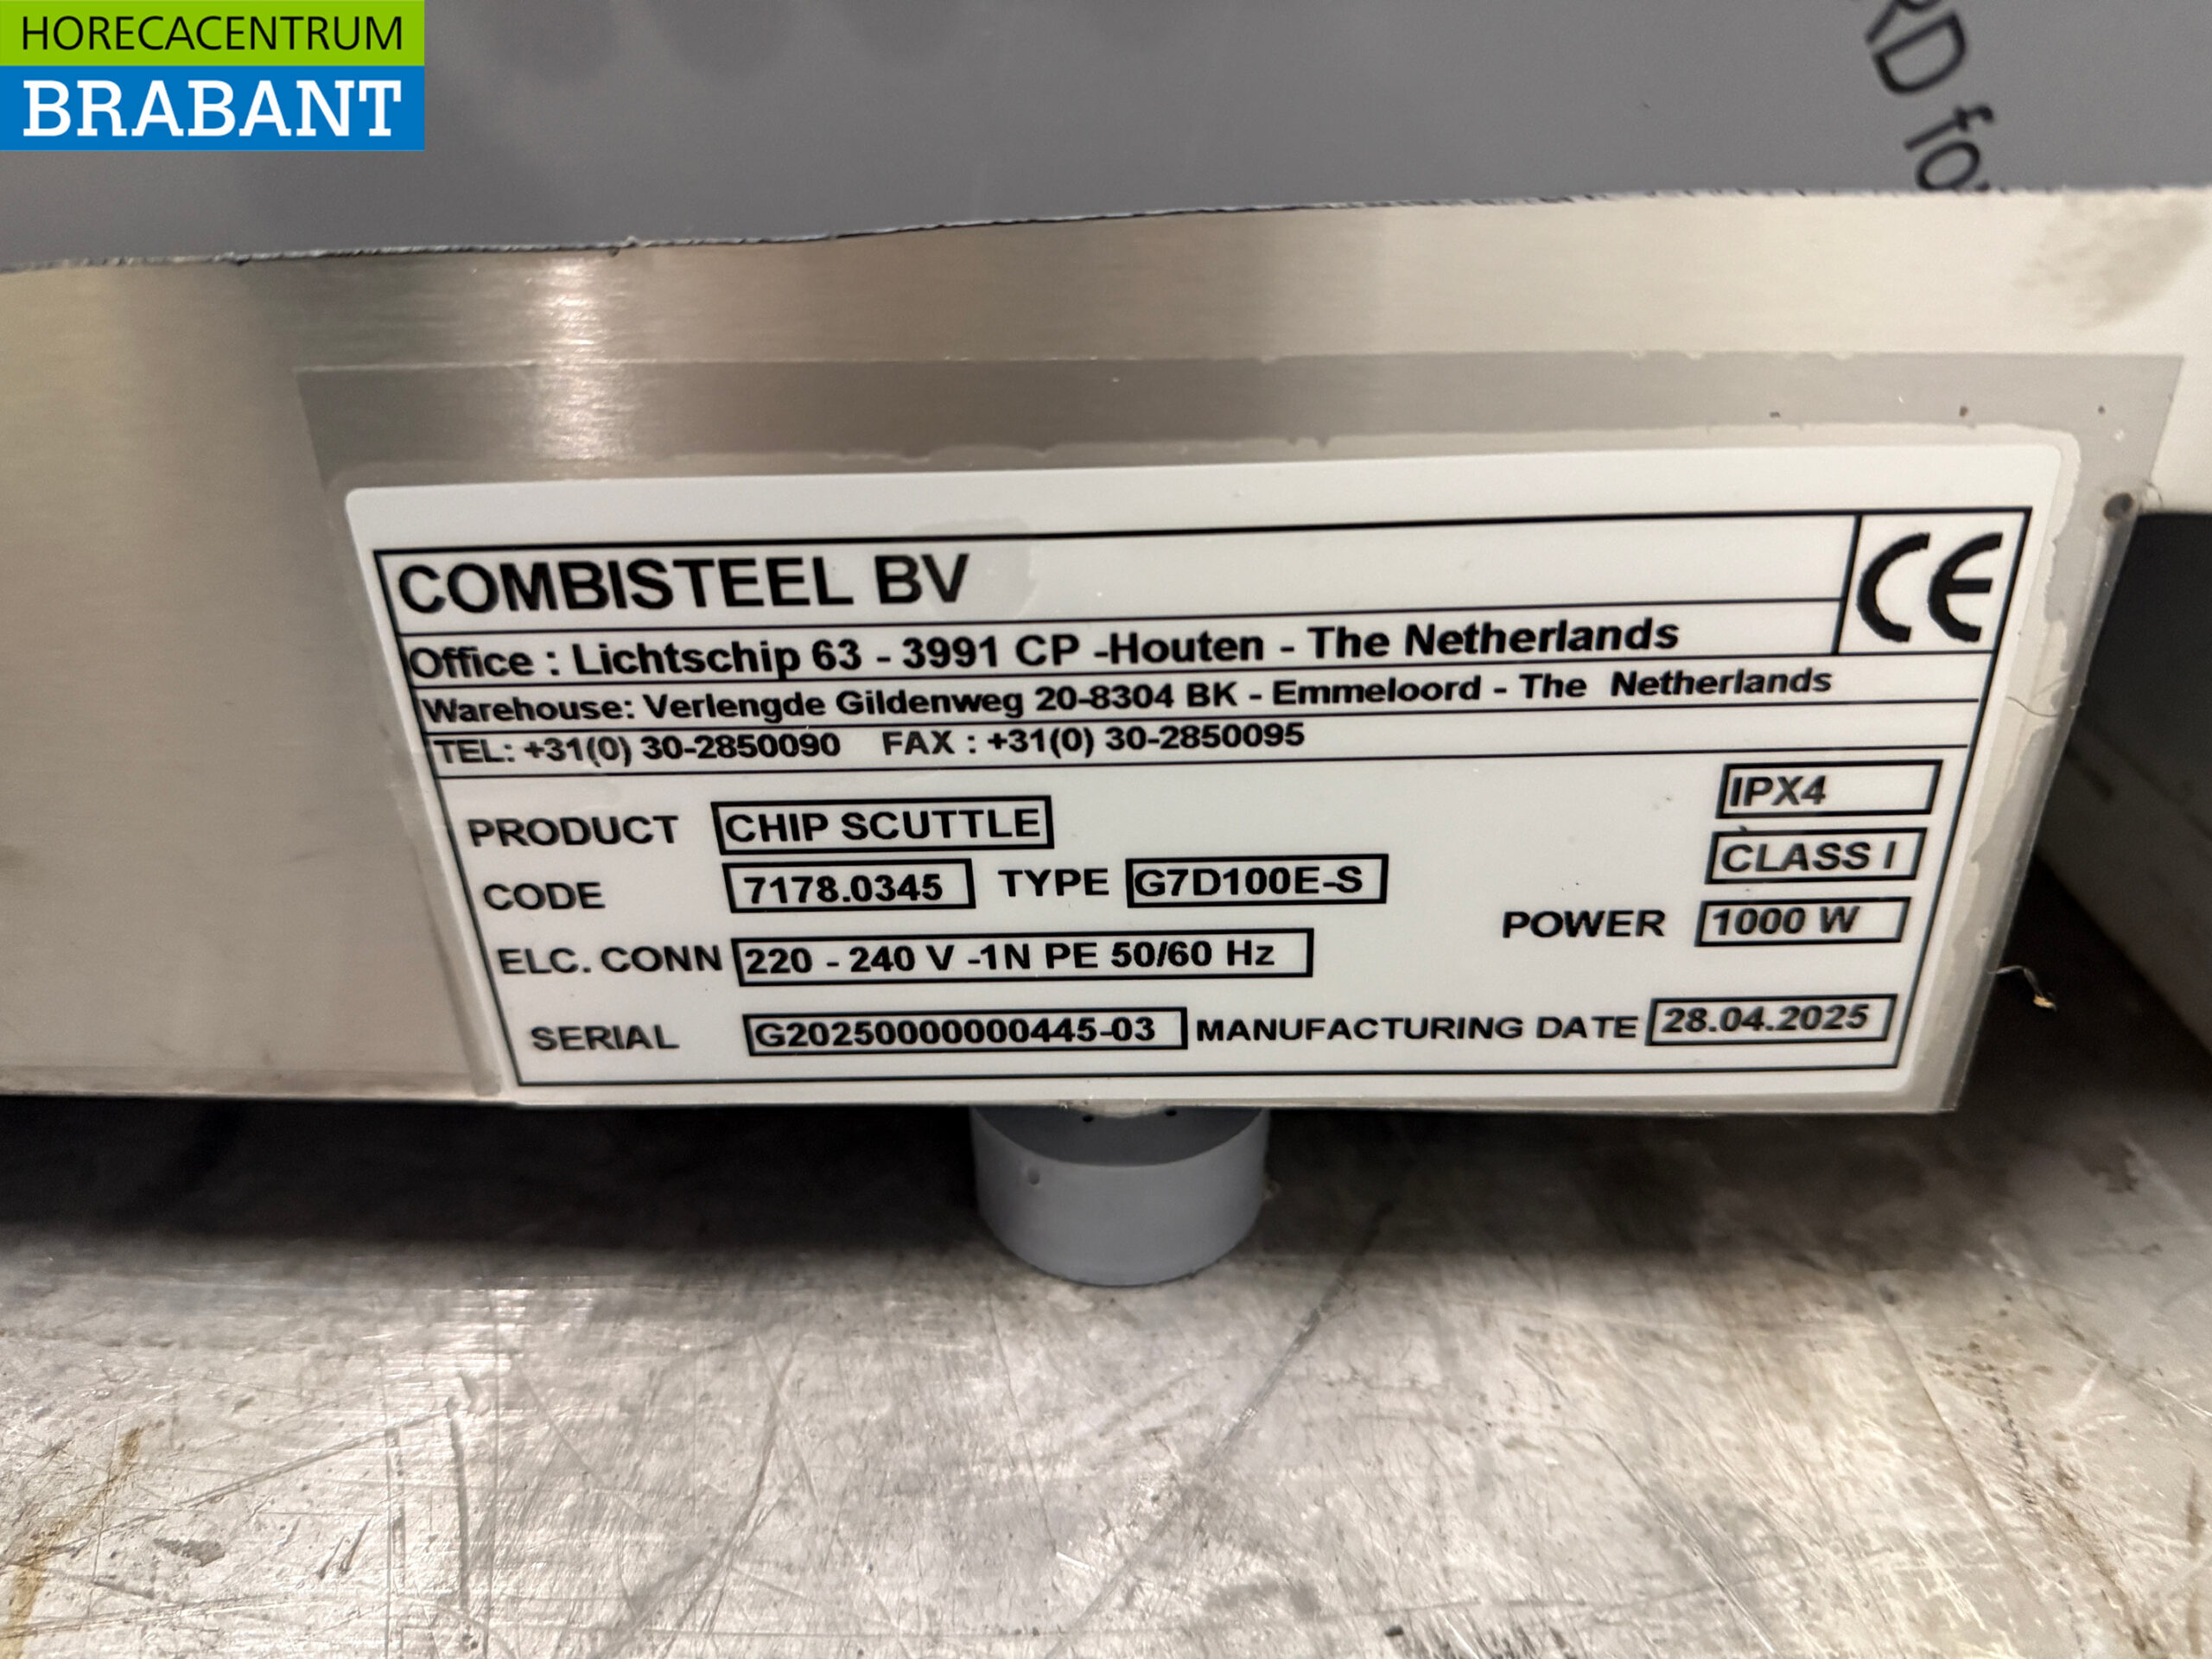 HORECACENTRUM
BRABANT
RD for
COMBISTEEL BV
CE
Office : Lichtschip 63 - 3991 CP -Houten - The Netherlands
Warehouse: Verlengde Gildenweg 20-8304 BK - Emmeloord - The Netherlands
TEL: +31(0) 30-2850090 FAX : +31(0) 30-2850095
IPX4
PRODUCT CHIP SCUTTLE
CLASS I
CODE 7178.0345 TYPE G7D100E-S
POWER 1000 W
ELC. CONN 220 - 240 V -1N PE 50/60 Hz
SERIAL G20250000000445-03 MANUFACTURING DATE 28.04.2025